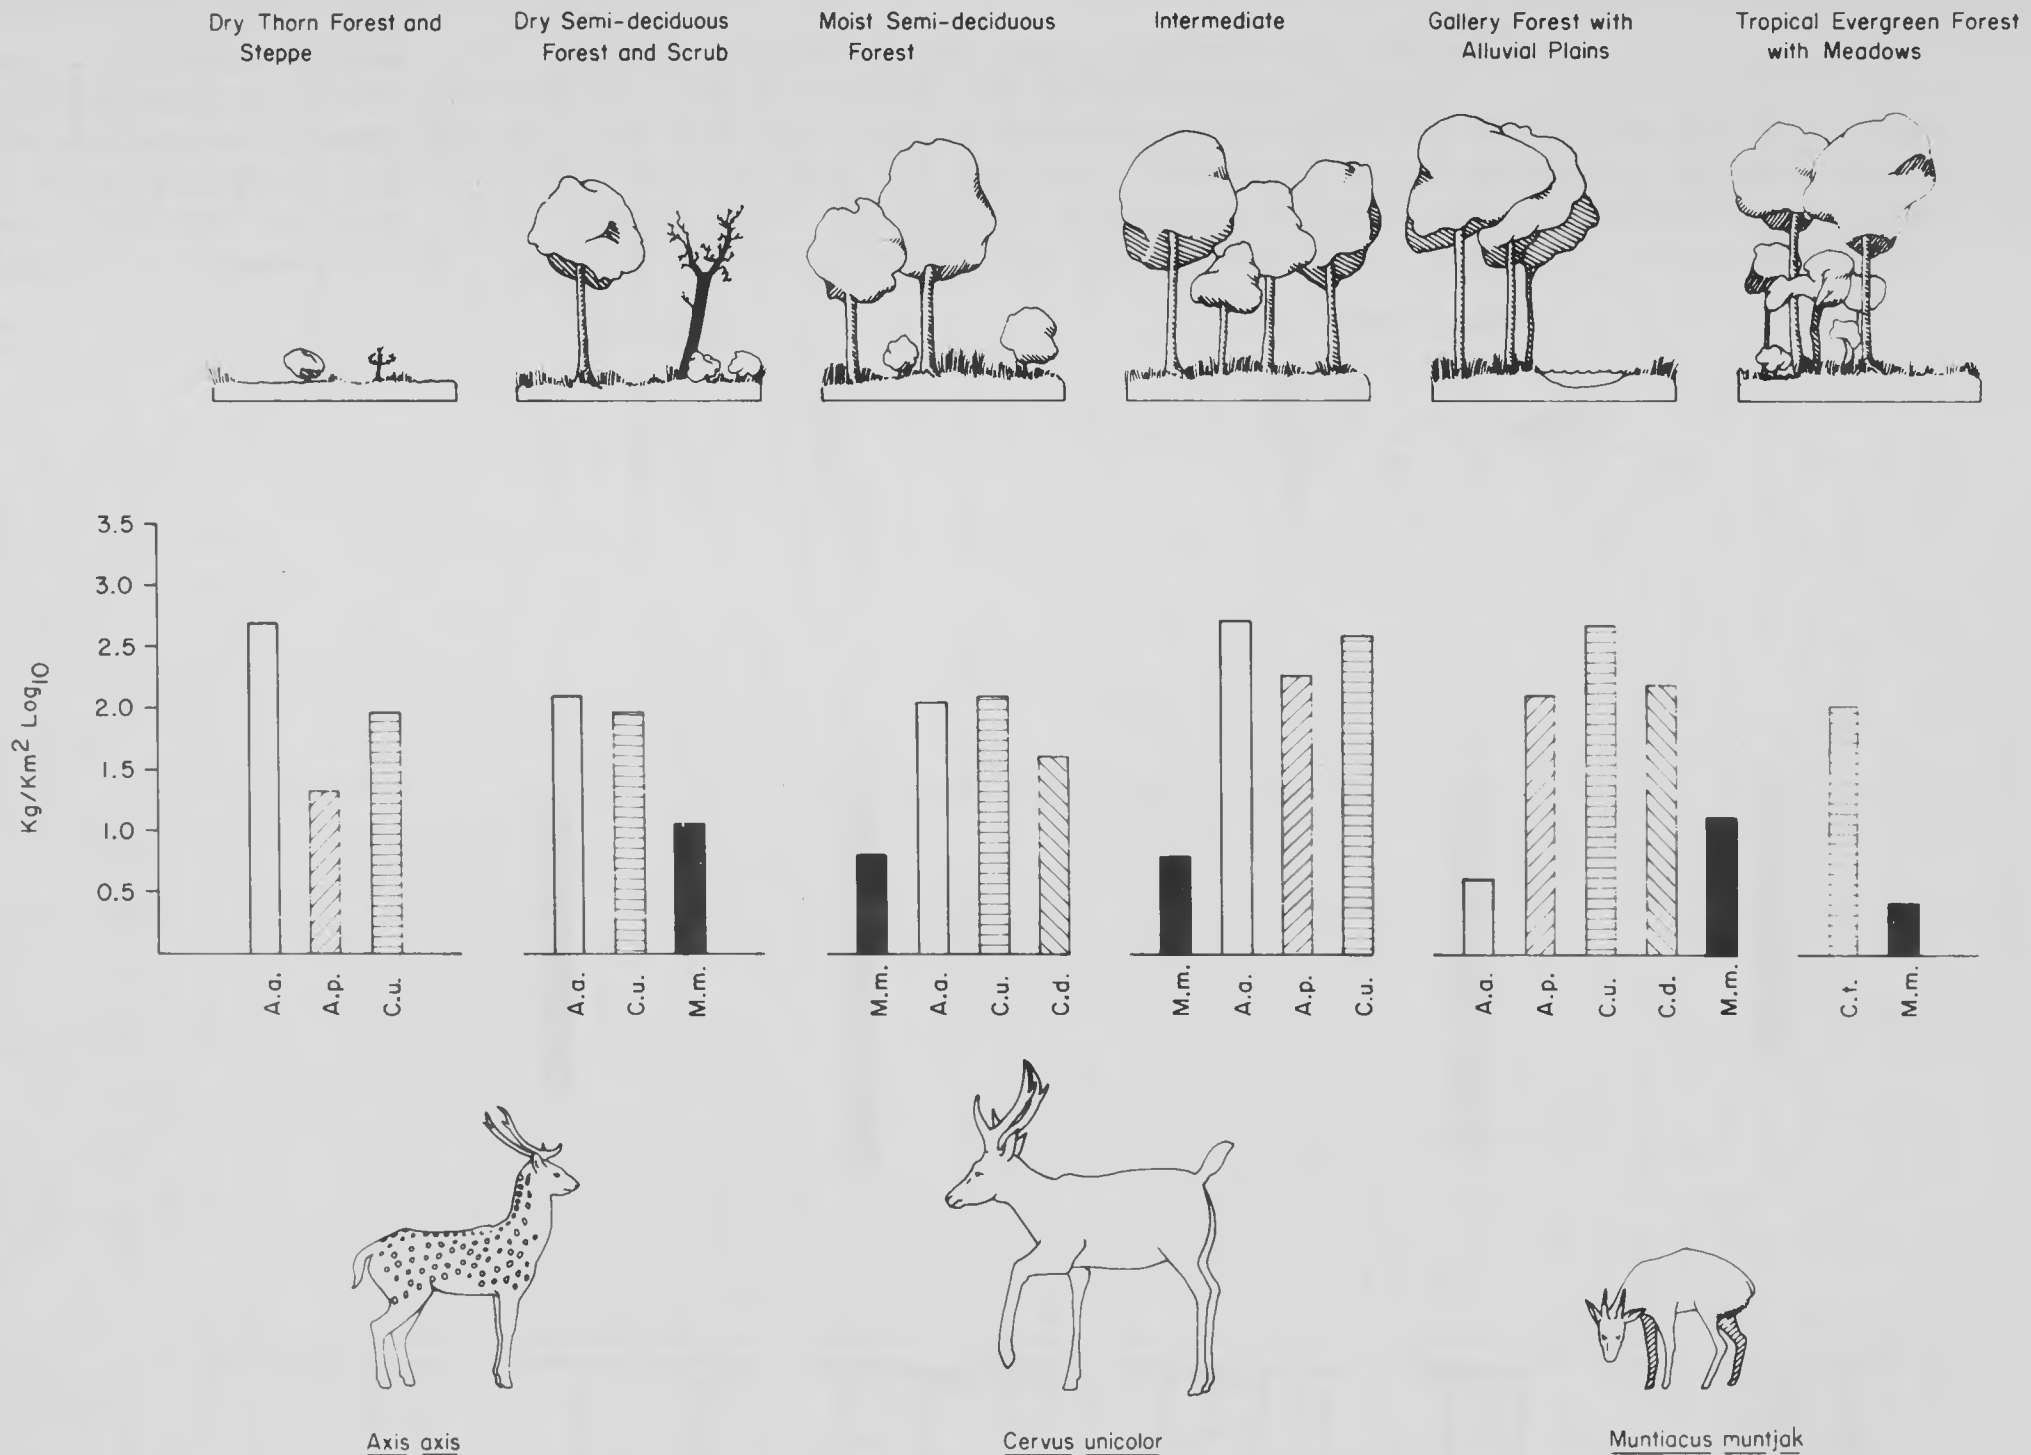 Dry Thorn Forest and
Steppe
Dry Semi-deciduous
Forest and Scrub
Moist Semi-deciduous
Forest
Intermediate
Gallery Forest with
Alluvial Plains
Tropical Evergreen Forest
with Meadows
Kg/Km² Log₁₀
3.5
3.0
2.5
2.0
1.5
1.0
0.5
A.a.
A.p.
C.u.
A.a.
C.u.
M.m.
M.m.
A.a.
C.u.
C.d.
M.m.
A.a.
A.p.
C.u.
A.a.
A.p.
C.u.
C.d.
M.m.
C.t.
M.m.
Axis axis
Cervus unicolor
Muntiacus muntjak